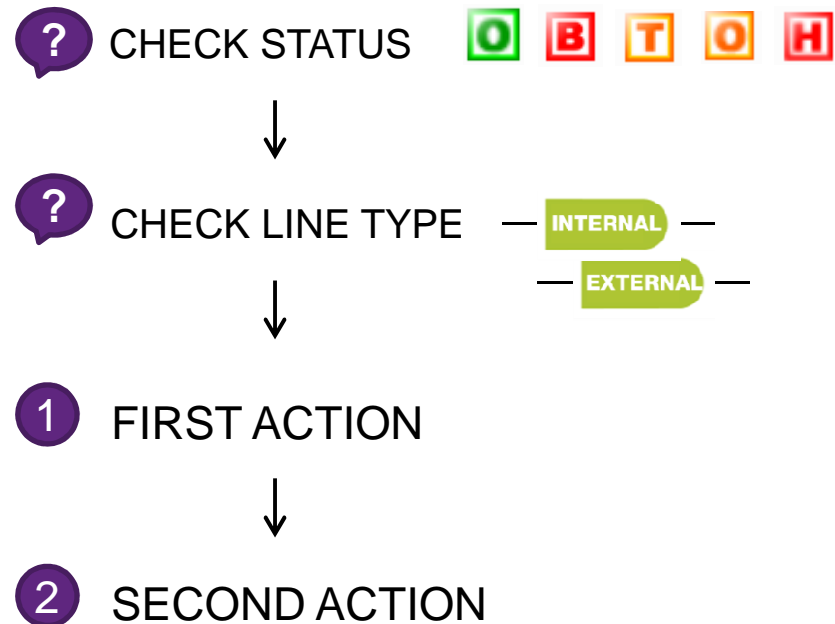 ? CHECK STATUS O B T O H
? CHECK LINE TYPE INTERNAL
EXTERNAL
1 FIRST ACTION
2 SECOND ACTION